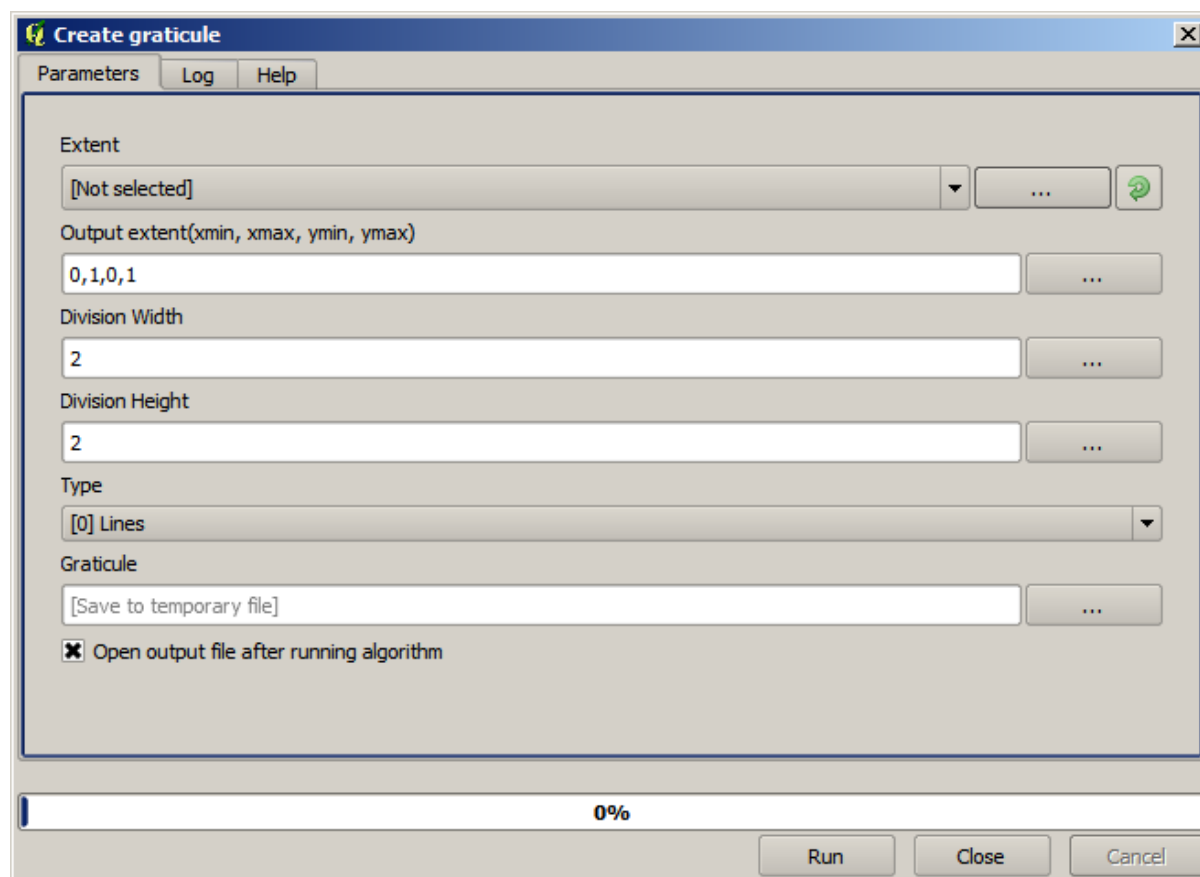 Create graticule
Parameters Log Help
Extent
[Not selected] ...
Output extent(xmin, xmax, ymin, ymax)
0,1,0,1 ...
Division Width
2 ...
Division Height
2 ...
Type
[0] Lines
Graticule
[Save to temporary file] ...
Open output file after running algorithm
0%
Run Close Cancel